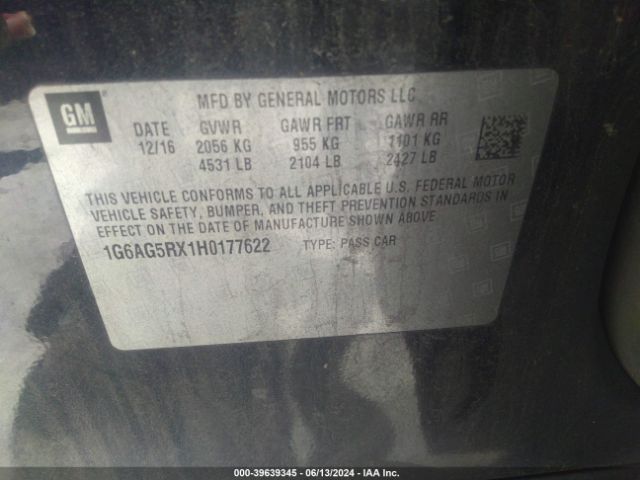 GM
MFD BY GENERAL MOTORS LLC
DATE GVWR GAWR FRT GAWR RR
12/16 2056 KG 955 KG 1101 KG
4531 LB 2104 LB 2427 LB
THIS VEHICLE CONFORMS TO ALL APPLICABLE U.S. FEDERAL MOTOR
VEHICLE SAFETY, BUMPER, AND THEFT PREVENTION STANDARDS IN
EFFECT ON THE DATE OF MANUFACTURE SHOWN ABOVE.
1G6AG5RX1H0177622 TYPE: PASS CAR
000-39639345 - 06/13/2024 - IAA Inc.